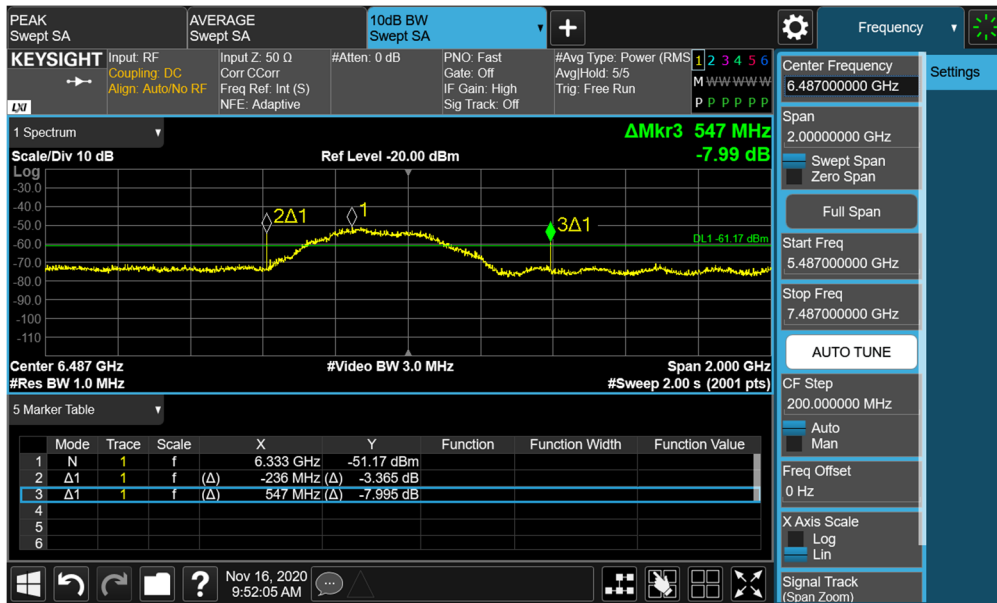 PEAK
Swept SA
AVERAGE
Swept SA
10dB BW
Swept SA
Frequency
KEYSIGHT
LXI
Input: RF
Coupling: DC
Align: Auto/No RF
Input Z: 50 Ω
Corr CCorr
Freq Ref: Int (S)
NFE: Adaptive
#Atten: 0 dB
PNO: Fast
Gate: Off
IF Gain: High
Sig Track: Off
#Avg Type: Power (RMS
Avg|Hold: 5/5
Trig: Free Run
1 2 3 4 5 6
M W W W W W
P P P P P P
1 Spectrum
ΔMkr3 547 MHz
-7.99 dB
Scale/Div 10 dB
Ref Level -20.00 dBm
Log
-30.0
-40.0
-50.0
-60.0
-70.0
-80.0
-90.0
-100
-110
2Δ1
1
3Δ1
DL1 -61.17 dBm
Center 6.487 GHz
#Video BW 3.0 MHz
Span 2.000 GHz
#Res BW 1.0 MHz
#Sweep 2.00 s (2001 pts)
5 Marker Table
Mode Trace Scale X Y Function Function Width Function Value
1 N 1 f 6.333 GHz -51.17 dBm
2 Δ1 1 f (Δ) -236 MHz (Δ) -3.365 dB
3 Δ1 1 f (Δ) 547 MHz (Δ) -7.995 dB
4
5
6
Nov 16, 2020
9:52:05 AM
Center Frequency
6.487000000 GHz
Settings
Span
2.00000000 GHz
Swept Span
Zero Span
Full Span
Start Freq
5.487000000 GHz
Stop Freq
7.487000000 GHz
AUTO TUNE
CF Step
200.000000 MHz
Auto
Man
Freq Offset
0 Hz
X Axis Scale
Log
Lin
Signal Track
(Span Zoom)